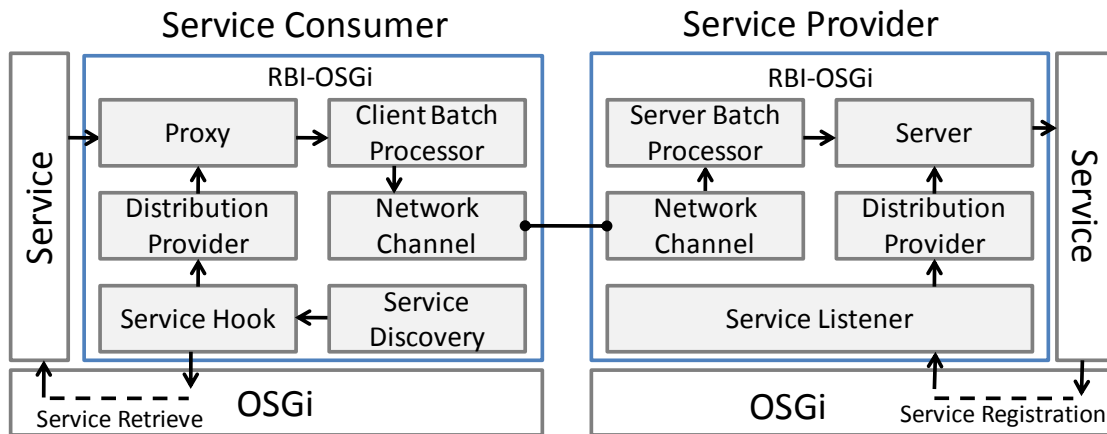 Service Consumer
Service
RBI-OSGi
Proxy
Client Batch
Processor
Distribution
Provider
Network
Channel
Service Hook
Service
Discovery
OSGi
Service Retrieve
Service Provider
RBI-OSGi
Server Batch
Processor
Server
Network
Channel
Distribution
Provider
Service Listener
Service
OSGi
Service Registration